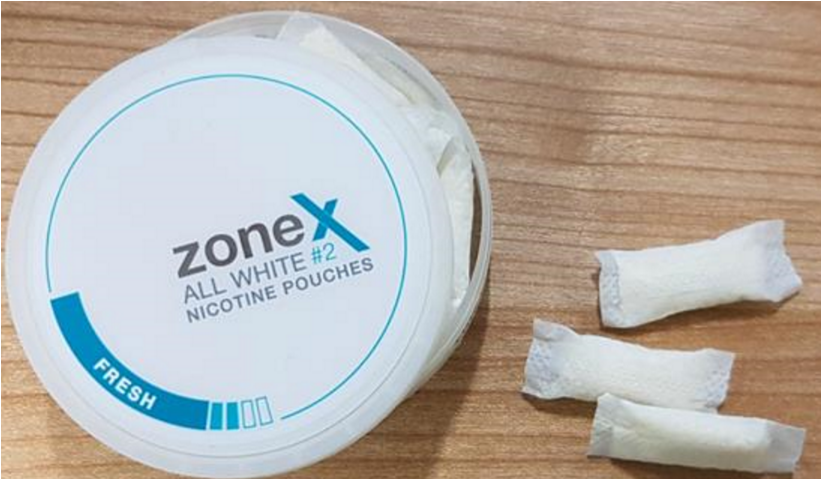 zoneX
ALL WHITE #2
NICOTINE POUCHES
FRESH